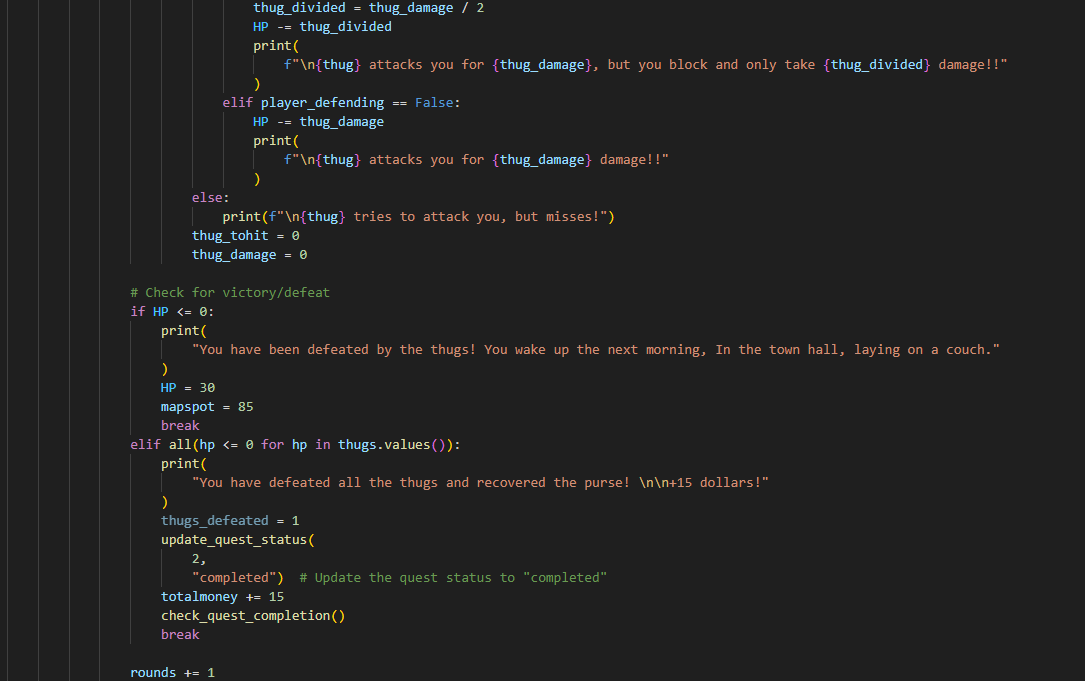 thug_divided = thug_damage / 2
HP -= thug_divided
print(
f"\n{thug} attacks you for {thug_damage}, but you block and only take {thug_divided} damage!!"
)
elif player_defending == False:
HP -= thug_damage
print(
f"\n{thug} attacks you for {thug_damage} damage!!"
)
else:
print(f"\n{thug} tries to attack you, but misses!")
thug_tohit = 0
thug_damage = 0
# Check for victory/defeat
if HP <= 0:
print(
"You have been defeated by the thugs! You wake up the next morning, In the town hall, laying on a couch."
)
HP = 30
mapspot = 85
break
elif all(hp <= 0 for hp in thugs.values()):
print(
"You have defeated all the thugs and recovered the purse! \n\n+15 dollars!"
)
thugs_defeated = 1
update_quest_status(
2,
"completed")  # Update the quest status to "completed"
totalmoney += 15
check_quest_completion()
break
rounds += 1